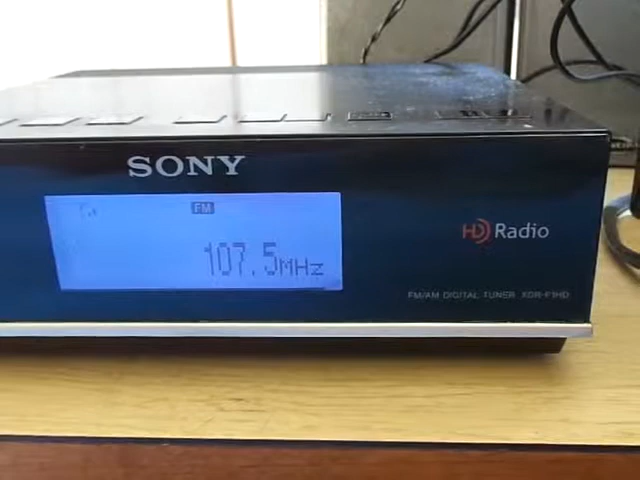 SONY
FM
107.5MHz
HD Radio
FM/AM DIGITAL TUNER XDR-F1HD